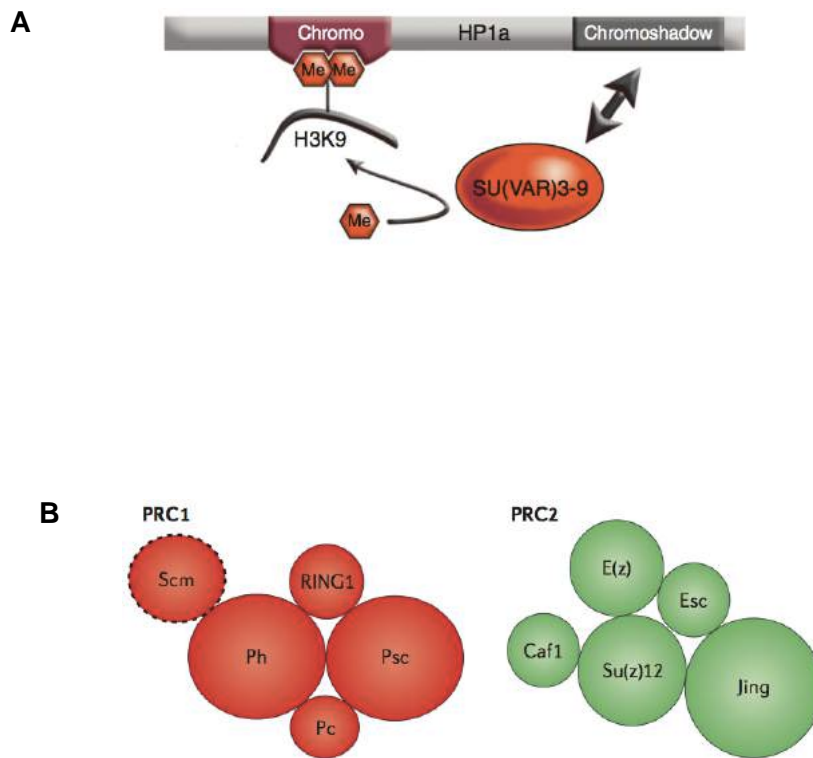 A
Chromo HP1a Chromoshadow
Me Me
H3K9
SU(VAR)3-9
Me
B
PRC1
PRC2
Scm
RING1
Ph
Psc
Pc
E(z)
Esc
Caf1
Su(z)12
Jing